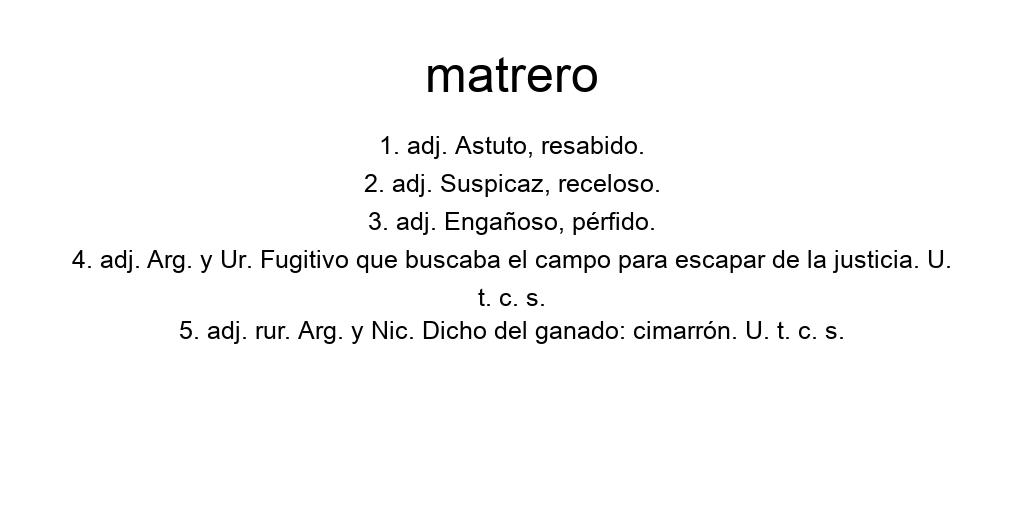 matrero
1. adj. Astuto, resabido.
2. adj. Suspicaz, receloso.
3. adj. Engañoso, pérfido.
4. adj. Arg. y Ur. Fugitivo que buscaba el campo para escapar de la justicia. U.
t. c. s.
5. adj. rur. Arg. y Nic. Dicho del ganado: cimarrón. U. t. c. s.